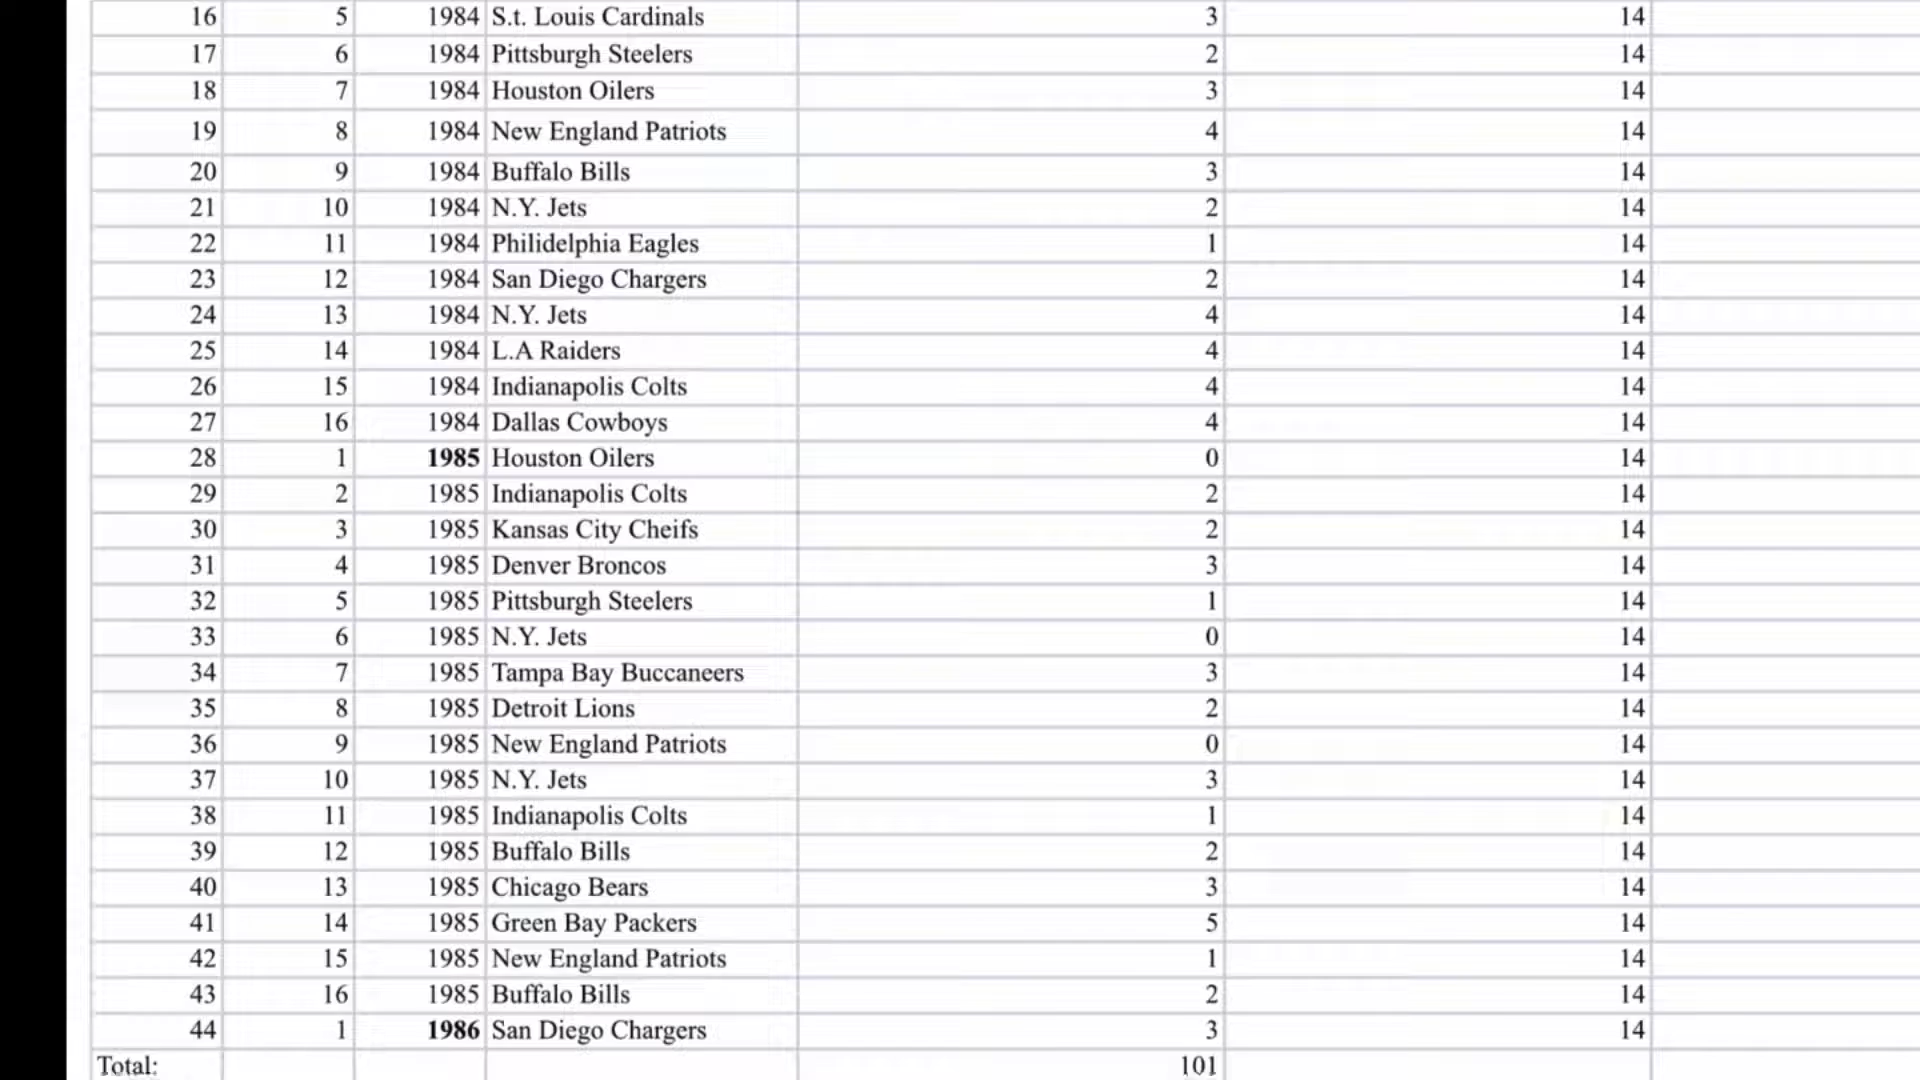 16 5 1984 S.t. Louis Cardinals 3 14
17 6 1984 Pittsburgh Steelers 2 14
18 7 1984 Houston Oilers 3 14
19 8 1984 New England Patriots 4 14
20 9 1984 Buffalo Bills 3 14
21 10 1984 N.Y. Jets 2 14
22 11 1984 Philidelphia Eagles 1 14
23 12 1984 San Diego Chargers 2 14
24 13 1984 N.Y. Jets 4 14
25 14 1984 L.A Raiders 4 14
26 15 1984 Indianapolis Colts 4 14
27 16 1984 Dallas Cowboys 4 14
28 1 1985 Houston Oilers 0 14
29 2 1985 Indianapolis Colts 2 14
30 3 1985 Kansas City Cheifs 2 14
31 4 1985 Denver Broncos 3 14
32 5 1985 Pittsburgh Steelers 1 14
33 6 1985 N.Y. Jets 0 14
34 7 1985 Tampa Bay Buccaneers 3 14
35 8 1985 Detroit Lions 2 14
36 9 1985 New England Patriots 0 14
37 10 1985 N.Y. Jets 3 14
38 11 1985 Indianapolis Colts 1 14
39 12 1985 Buffalo Bills 2 14
40 13 1985 Chicago Bears 3 14
41 14 1985 Green Bay Packers 5 14
42 15 1985 New England Patriots 1 14
43 16 1985 Buffalo Bills 2 14
44 1 1986 San Diego Chargers 3 14
Total: 101